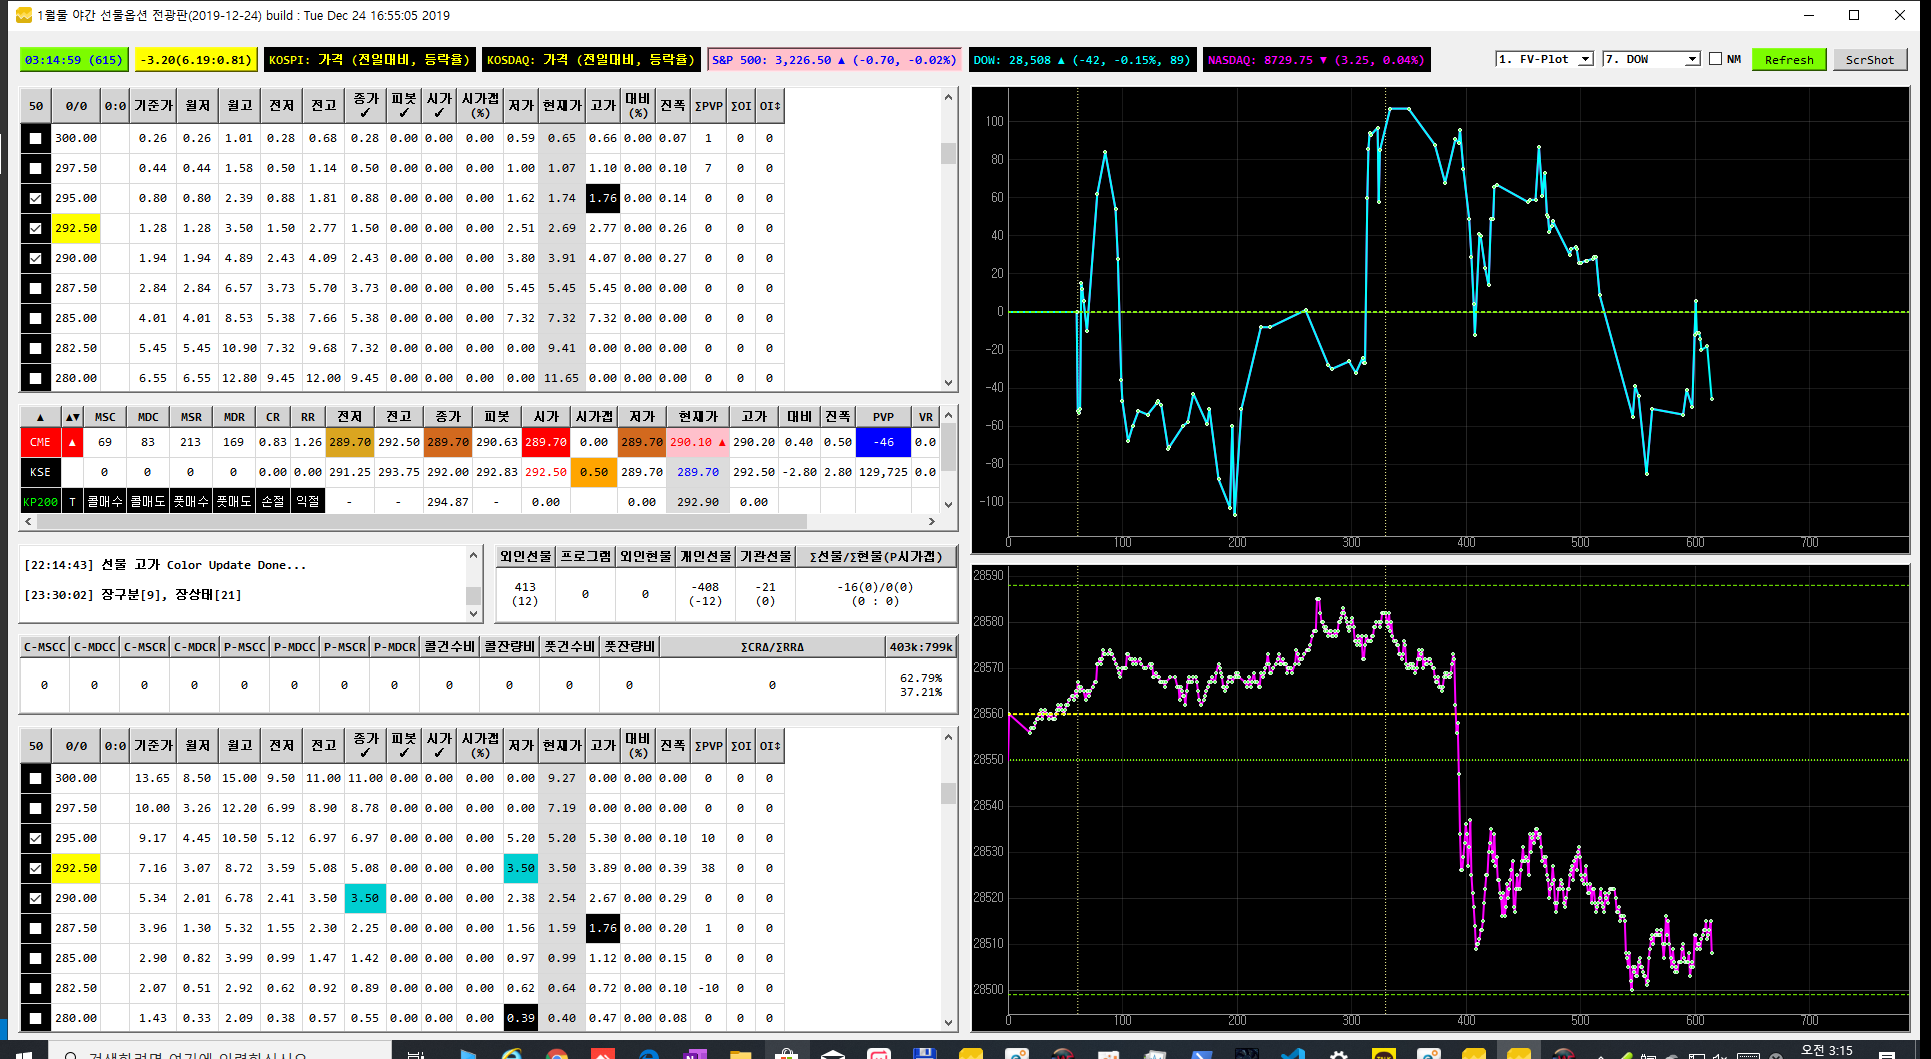 1월물 야간 선물옵션 전광판(2019-12-24) build : Tue Dec 24 16:55:05 2019
03:14:59 (615) -3.20(6.19:0.81) KOSPI: 가격 (전일대비, 등락율) KOSDAQ: 가격 (전일대비, 등락율) S&P 500: 3,226.50 ▲ (-0.70, -0.02%) DOW: 28,508 ▲ (-42, -0.15%, 89) NASDAQ: 8729.75 ▼ (3.25, 0.04%) 1. FV-Plot 7. DOW NM Refresh ScrShot
50 0/0 0:0 기준가 월저 월고 전저 전고 종가 ✓ 피봇 ✓ 시가 ✓ 시가갭 (%) 저가 현재가 고가 대비 (%) 진폭 ΣPVP ΣOI OI↕
300.00 0.26 0.26 1.01 0.28 0.68 0.28 0.00 0.00 0.00 0.59 0.65 0.66 0.00 0.07 1 0 0
297.50 0.44 0.44 1.58 0.50 1.14 0.50 0.00 0.00 0.00 1.00 1.07 1.10 0.00 0.10 7 0 0
295.00 0.80 0.80 2.39 0.88 1.81 0.88 0.00 0.00 0.00 1.62 1.74 1.76 0.00 0.14 0 0 0
292.50 1.28 1.28 3.50 1.50 2.77 1.50 0.00 0.00 0.00 2.51 2.69 2.77 0.00 0.26 0 0 0
290.00 1.94 1.94 4.89 2.43 4.09 2.43 0.00 0.00 0.00 3.80 3.91 4.07 0.00 0.27 0 0 0
287.50 2.84 2.84 6.57 3.73 5.70 3.73 0.00 0.00 0.00 5.45 5.45 5.45 0.00 0.00 0 0 0
285.00 4.01 4.01 8.53 5.38 7.66 5.38 0.00 0.00 0.00 7.32 7.32 7.32 0.00 0.00 0 0 0
282.50 5.45 5.45 10.90 7.32 9.68 7.32 0.00 0.00 0.00 0.00 9.41 0.00 0.00 0.00 0 0 0
280.00 6.55 6.55 12.80 9.45 12.00 9.45 0.00 0.00 0.00 0.00 11.65 0.00 0.00 0.00 0 0 0
▲ ▲▼ MSC MDC MSR MDR CR RR 전저 전고 종가 피봇 시가 시가갭 저가 현재가 고가 대비 진폭 PVP VR
CME ▲ 69 83 213 169 0.83 1.26 289.70 292.50 289.70 290.63 289.70 0.00 289.70 290.10 ▲ 290.20 0.40 0.50 -46 0.0
KSE 0 0 0 0 0.00 0.00 291.25 293.75 292.00 292.83 292.50 0.50 289.70 289.70 292.50 -2.80 2.80 129,725 0.0
KP200 T 콜매수 콜매도 풋매수 풋매도 손절 익절 - - 294.87 - 0.00 0.00 292.90 0.00
[22:14:43] 선물 고가 Color Update Done...
[23:30:02] 장구분[9], 장상태[21]
외인선물 프로그램 외인현물 개인선물 기관선물 Σ선물/Σ현물(P시가갭)
413 0 0 -408 -21 -16(0)/0(0)
(12) (-12) (0) (0 : 0)
C-MSCC C-MDCC C-MSCR C-MDCR P-MSCC P-MDCC P-MSCR P-MDCR 콜건수비 콜잔량비 풋건수비 풋잔량비 ΣCRΔ/ΣRRΔ 403k:799k
0 0 0 0 0 0 0 0 0 0 0 0 0 62.79%
37.21%
50 0/0 0:0 기준가 월저 월고 전저 전고 종가 ✓ 피봇 ✓ 시가 ✓ 시가갭 (%) 저가 현재가 고가 대비 (%) 진폭 ΣPVP ΣOI OI↕
300.00 13.65 8.50 15.00 9.50 11.00 11.00 0.00 0.00 0.00 0.00 9.27 0.00 0.00 0.00 0 0 0
297.50 10.00 3.26 12.20 6.99 8.90 8.78 0.00 0.00 0.00 0.00 7.19 0.00 0.00 0.00 0 0 0
295.00 9.17 4.45 10.50 5.12 6.97 6.97 0.00 0.00 0.00 5.20 5.20 5.30 0.00 0.10 10 0 0
292.50 7.16 3.07 8.72 3.59 5.08 5.08 0.00 0.00 0.00 3.50 3.50 3.89 0.00 0.39 38 0 0
290.00 5.34 2.01 6.78 2.41 3.50 3.50 0.00 0.00 0.00 2.38 2.54 2.67 0.00 0.29 0 0 0
287.50 3.96 1.30 5.32 1.55 2.30 2.25 0.00 0.00 0.00 1.56 1.59 1.76 0.00 0.20 1 0 0
285.00 2.90 0.82 3.99 0.99 1.47 1.42 0.00 0.00 0.00 0.97 0.99 1.12 0.00 0.15 0 0 0
282.50 2.07 0.51 2.92 0.62 0.92 0.89 0.00 0.00 0.00 0.62 0.64 0.72 0.00 0.10 -10 0 0
280.00 1.43 0.33 2.09 0.38 0.57 0.55 0.00 0.00 0.00 0.39 0.40 0.47 0.00 0.08 0 0 0
100
80
60
40
20
0
-20
-40
-60
-80
-100
0 100 200 300 400 500 600 700
28590
28580
28570
28560
28550
28540
28530
28520
28510
28500
0 100 200 300 400 500 600 700
검색하려면 여기에 입력하십시오
오전 3:15